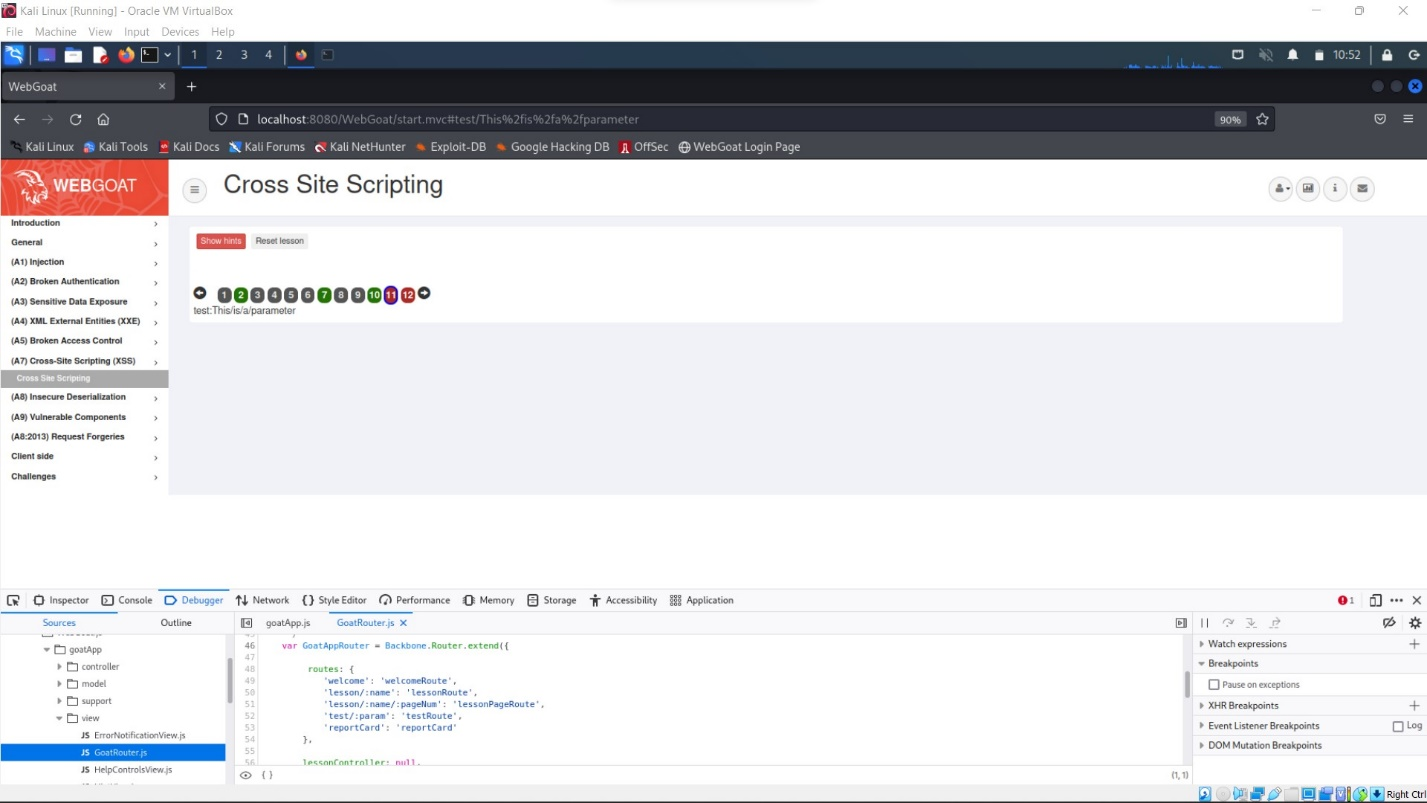 Kali Linux [Running] - Oracle VM VirtualBox
File Machine View Input Devices Help
1 2 3 4 10:52
WebGoat
localhost:8080/WebGoat/start.mvc#test/This%2fis%2fa%2fparameter 90%
Kali Linux Kali Tools Kali Docs Kali Forums Kali NetHunter Exploit-DB Google Hacking DB OffSec WebGoat Login Page
WEBGOAT
Cross Site Scripting
Introduction
General
(A1) Injection
(A2) Broken Authentication
(A3) Sensitive Data Exposure
(A4) XML External Entities (XXE)
(A5) Broken Access Control
(A7) Cross-Site Scripting (XSS)
Cross Site Scripting
(A8) Insecure Deserialization
(A9) Vulnerable Components
(A8:2013) Request Forgeries
Client side
Challenges
Show hints Reset lesson
1 2 3 4 5 6 7 8 9 10 11 12
test:This/is/a/parameter
Inspector Console Debugger Network Style Editor Performance Memory Storage Accessibility Application 1
Sources Outline
goatApp
controller
model
support
view
JS ErrorNotificationView.js
JS GoatRouter.js
JS HelpControlsView.js
goatApp.js GoatRouter.js
46 var GoatAppRouter = Backbone.Router.extend({
47
48 routes: {
49 'welcome': 'welcomeRoute',
50 'lesson/:name': 'lessonRoute',
51 'lesson/:name/:pageNum': 'lessonPageRoute',
52 'test/:param': 'testRoute',
53 'reportCard': 'reportCard'
54 },
55
56 lessonController: null,
{ } (1, 1)
Watch expressions
Breakpoints
Pause on exceptions
XHR Breakpoints
Event Listener Breakpoints Log
DOM Mutation Breakpoints
Right Ctrl